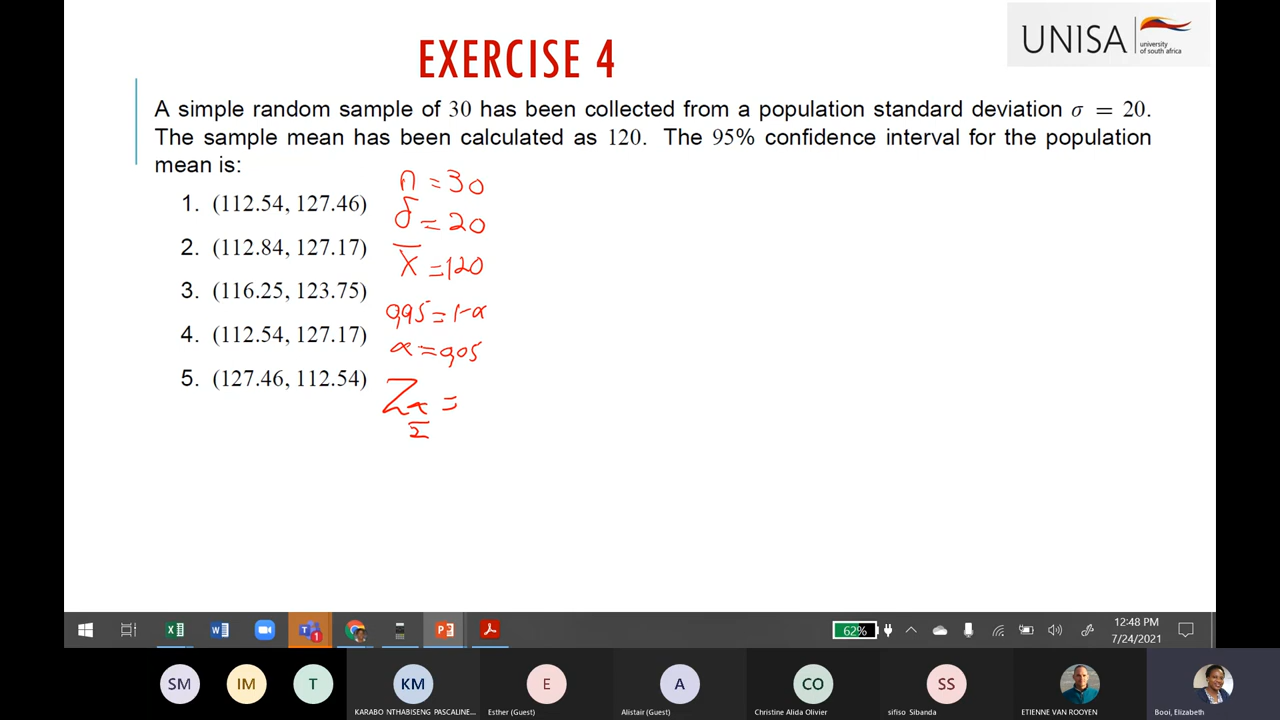 EXERCISE 4
UNISA
university
of south africa
A simple random sample of 30 has been collected from a population standard deviation σ = 20.
The sample mean has been calculated as 120. The 95% confidence interval for the population
mean is:
1. (112.54, 127.46)
2. (112.84, 127.17)
3. (116.25, 123.75)
4. (112.54, 127.17)
5. (127.46, 112.54)
n = 30
δ = 20
X̅ = 120
0,95 = 1-α
α = 0,05
Zα/2 =
1
62%
12:48 PM
7/24/2021
SM
IM
T
KM
KARABO NTHABISENG PASCALINE...
E
Esther (Guest)
A
Alistair (Guest)
CO
Christine Alida Olivier
SS
sifiso Sibanda
ETIENNE VAN ROOYEN
Booi, Elizabeth